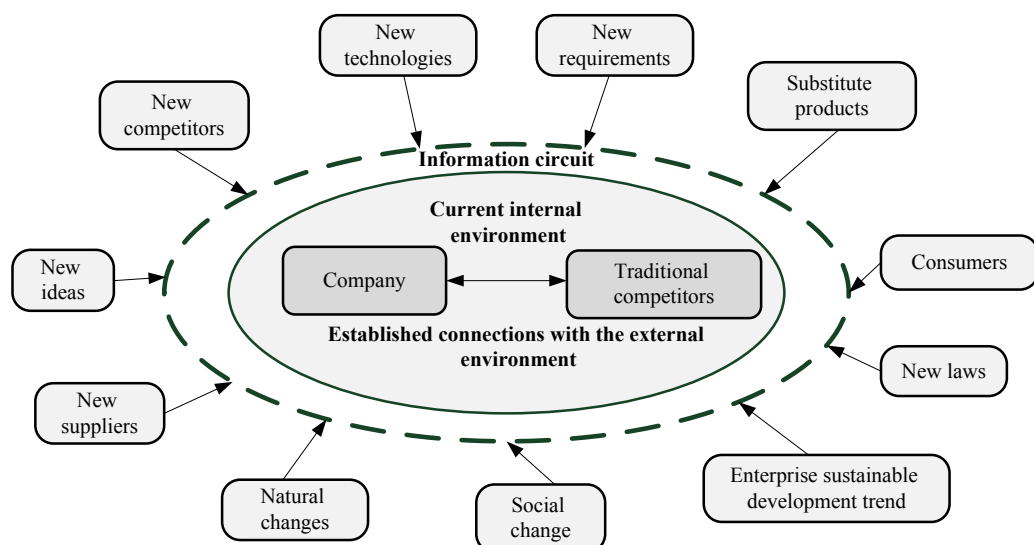 New
technologies
New
requirements
Substitute
products
New
competitors
Information circuit
Current internal
environment
Company
Traditional
competitors
Established connections with the external
environment
New
ideas
Consumers
New laws
New
suppliers
Natural
changes
Social
change
Enterprise sustainable
development trend